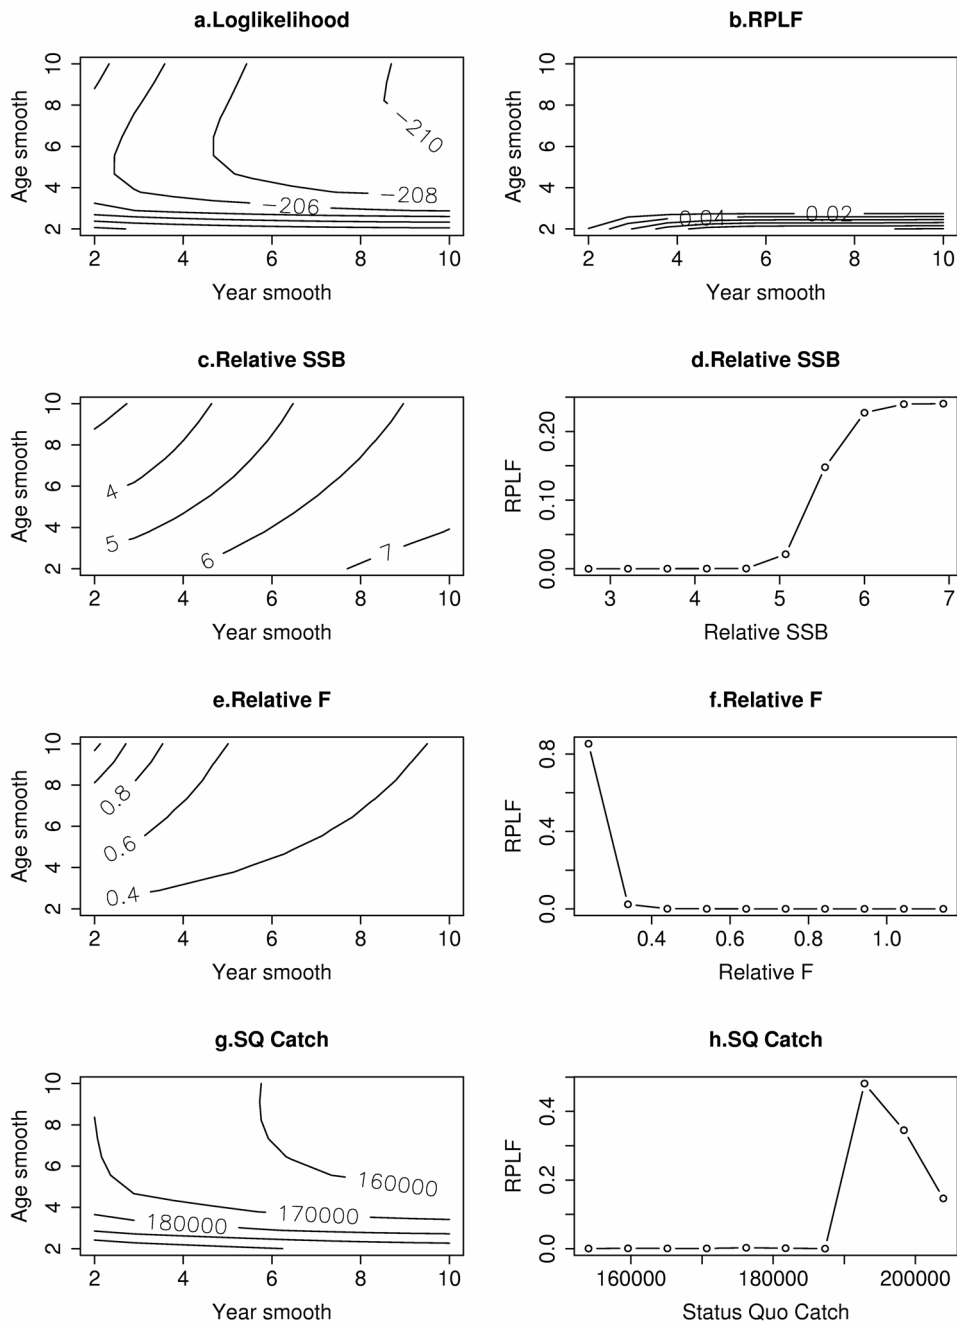 a.Loglikelihood
Age smooth
10
8
6
4
2
−210
−208
−206
2 4 6 8 10
Year smooth
b.RPLF
Age smooth
10
8
6
4
2
0.04 0.02
2 4 6 8 10
Year smooth
c.Relative SSB
Age smooth
10
8
6
4
2
4
5
6
7
2 4 6 8 10
Year smooth
d.Relative SSB
RPLF
0.20
0.10
0.00
3 4 5 6 7
Relative SSB
e.Relative F
Age smooth
10
8
6
4
2
0.8
0.6
0.4
2 4 6 8 10
Year smooth
f.Relative F
RPLF
0.8
0.4
0.0
0.4 0.6 0.8 1.0
Relative F
g.SQ Catch
Age smooth
10
8
6
4
2
160000
170000
180000
2 4 6 8 10
Year smooth
h.SQ Catch
RPLF
0.4
0.2
0.0
160000 180000 200000
Status Quo Catch